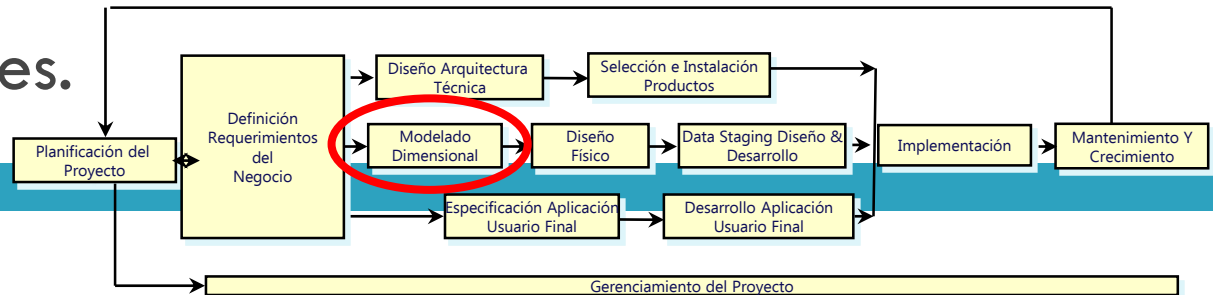 es.
Planificación del
Proyecto
Definición
Requerimientos
del
Negocio
Diseño Arquitectura
Técnica
Selección e Instalación
Productos
Modelado
Dimensional
Diseño
Físico
Data Staging Diseño &
Desarrollo
Especificación Aplicación
Usuario Final
Desarrollo Aplicación
Usuario Final
Implementación
Mantenimiento Y
Crecimiento
Gerenciamiento del Proyecto